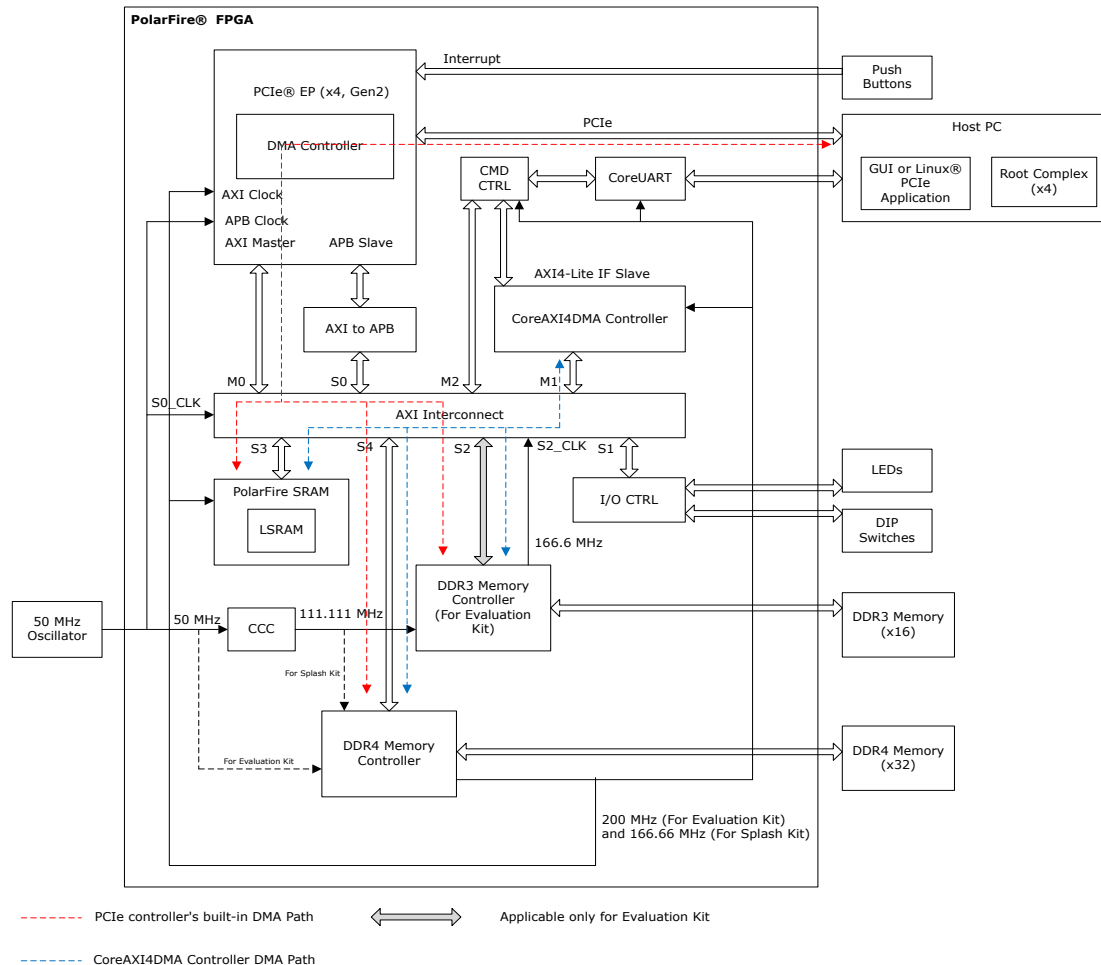 PolarFire® FPGA
PCIe® EP (x4, Gen2)
DMA Controller
AXI Clock
APB Clock
AXI Master
APB Slave
Interrupt
Push
Buttons
PCIe
Host PC
GUI or Linux®
PCIe
Application
Root Complex
(x4)
CMD
CTRL
CoreUART
AXI4-Lite IF Slave
CoreAXI4DMA Controller
AXI to APB
M0
S0
M2
M1
S0_CLK
AXI Interconnect
S3
S4
S2
S2_CLK
S1
PolarFire SRAM
LSRAM
I/O CTRL
LEDs
DIP
Switches
166.6 MHz
DDR3 Memory
Controller
(For Evaluation
Kit)
DDR3 Memory
(x16)
50 MHz
Oscillator
50 MHz
CCC
111.111 MHz
For Splash Kit
For Evaluation Kit
DDR4 Memory
Controller
DDR4 Memory
(x32)
200 MHz (For Evaluation Kit)
and 166.66 MHz (For Splash Kit)
PCIe controller's built-in DMA Path
Applicable only for Evaluation Kit
CoreAXI4DMA Controller DMA Path